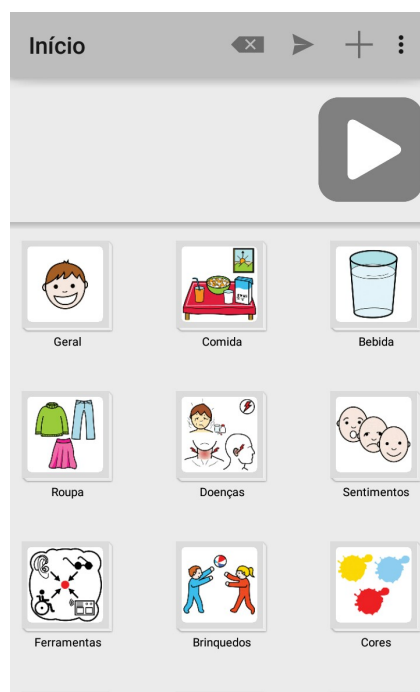 Início
Geral
Comida
Bebida
Roupa
Doenças
Sentimentos
Ferramentas
Brinquedos
Cores